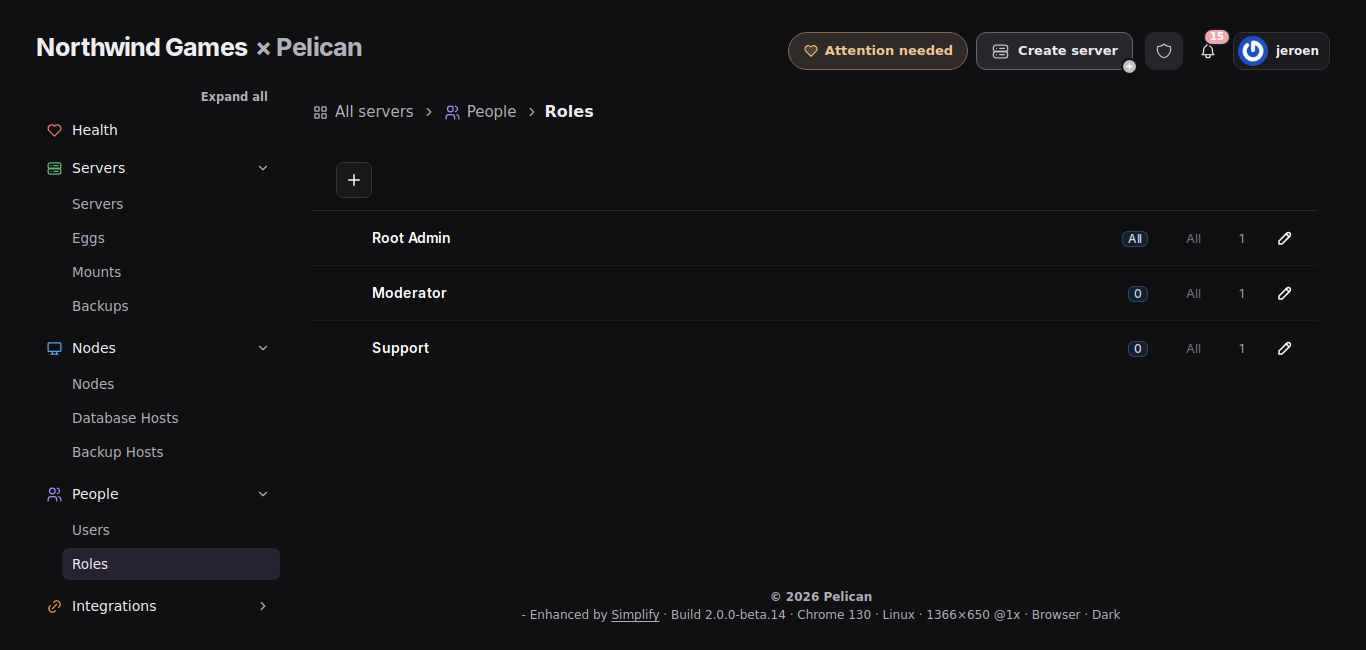 Northwind Games × Pelican
Attention needed
Create server
15
jeroen
Expand all
Health
Servers
Servers
Eggs
Mounts
Backups
Nodes
Nodes
Database Hosts
Backup Hosts
People
Users
Roles
Integrations
All servers > People > Roles
Root Admin All All 1
Moderator 0 All 1
Support 0 All 1
© 2026 Pelican
- Enhanced by Simplify · Build 2.0.0-beta.14 · Chrome 130 · Linux · 1366×650 @1x · Browser · Dark